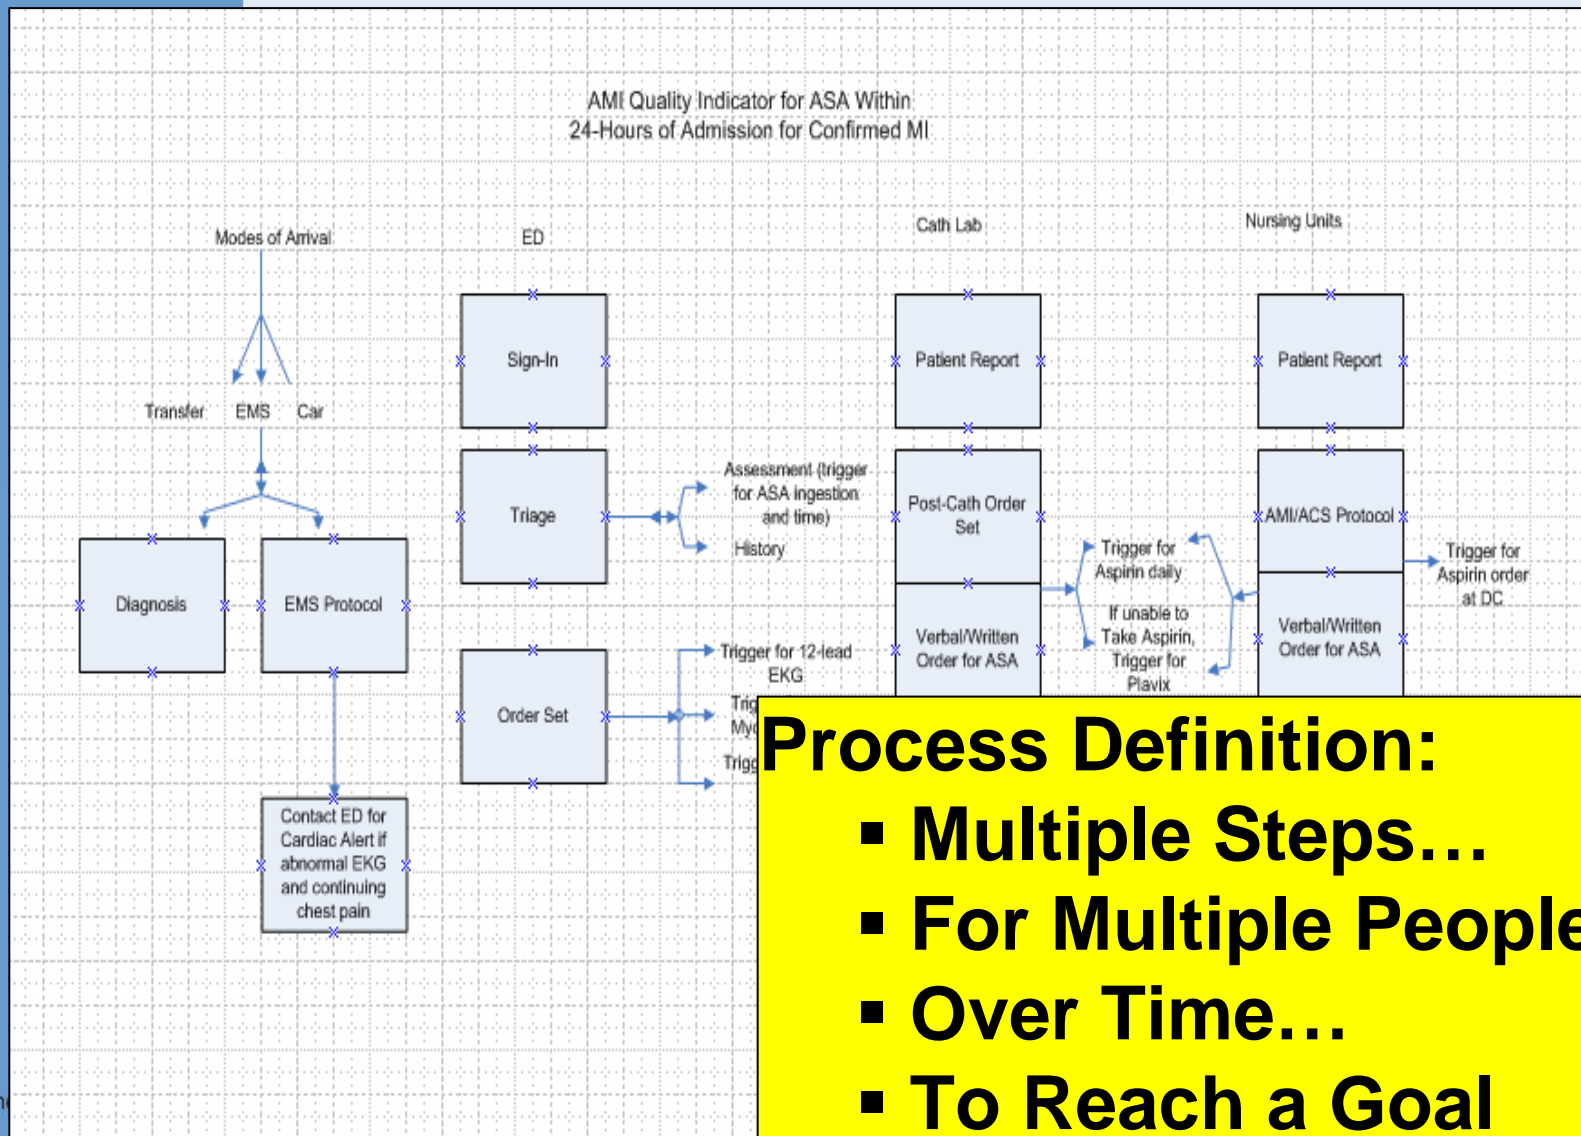 AMI Quality Indicator for ASA Within
24-Hours of Admission for Confirmed MI
Modes of Arrival
Transfer
EMS
Car
Diagnosis
EMS Protocol
Contact ED for
Cardiac Alert if
abnormal EKG
and continuing
chest pain
ED
Sign-In
Triage
Assessment (trigger
for ASA ingestion
and time)
History
Order Set
Trigger for 12-lead
EKG
Cath Lab
Patient Report
Post-Cath Order
Set
Verbal/Written
Order for ASA
Trigger for
Aspirin daily
If unable to
Take Aspirin,
Trigger for
Plavix
Nursing Units
Patient Report
AMI/ACS Protocol
Verbal/Written
Order for ASA
Trigger for
Aspirin order
at DC
Process Definition:
▪ Multiple Steps…
▪ For Multiple People
▪ Over Time…
▪ To Reach a Goal